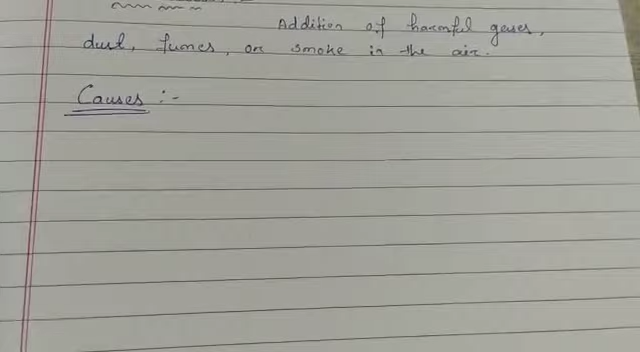 Addition of harmful gases,
dust, fumes, or smoke in the air.
Causes :-